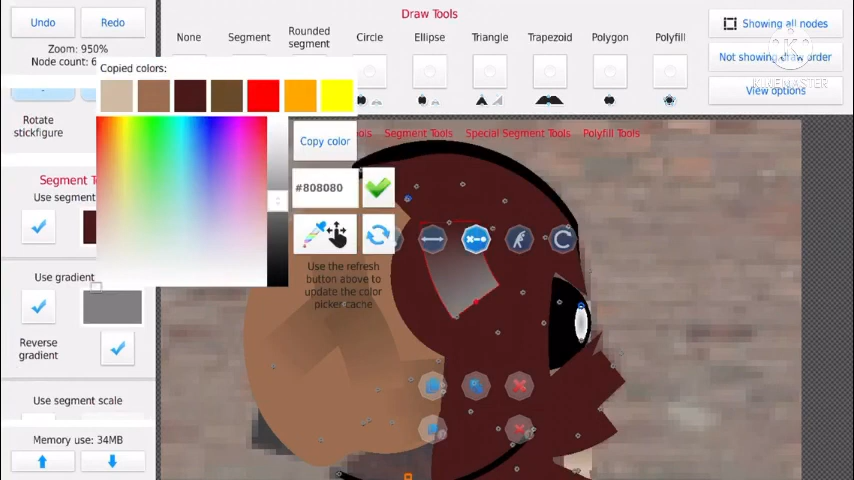 Undo
Redo
Zoom: 950%
Draw Tools
None
Segment
Rounded
segment
Circle
Ellipse
Triangle
Trapezoid
Polygon
Polyfill
Showing all nodes
Not showing draw order
View options
KINEMASTER
Copied colors:
Rotate
stickfigure
Segment Tools
Polyfill Tools
Special Segment Tools
Copy color
#808080
Use the refresh
button above to
update the color
picker cache
Use gradient
Reverse
gradient
Use segment scale
Memory use: 34MB